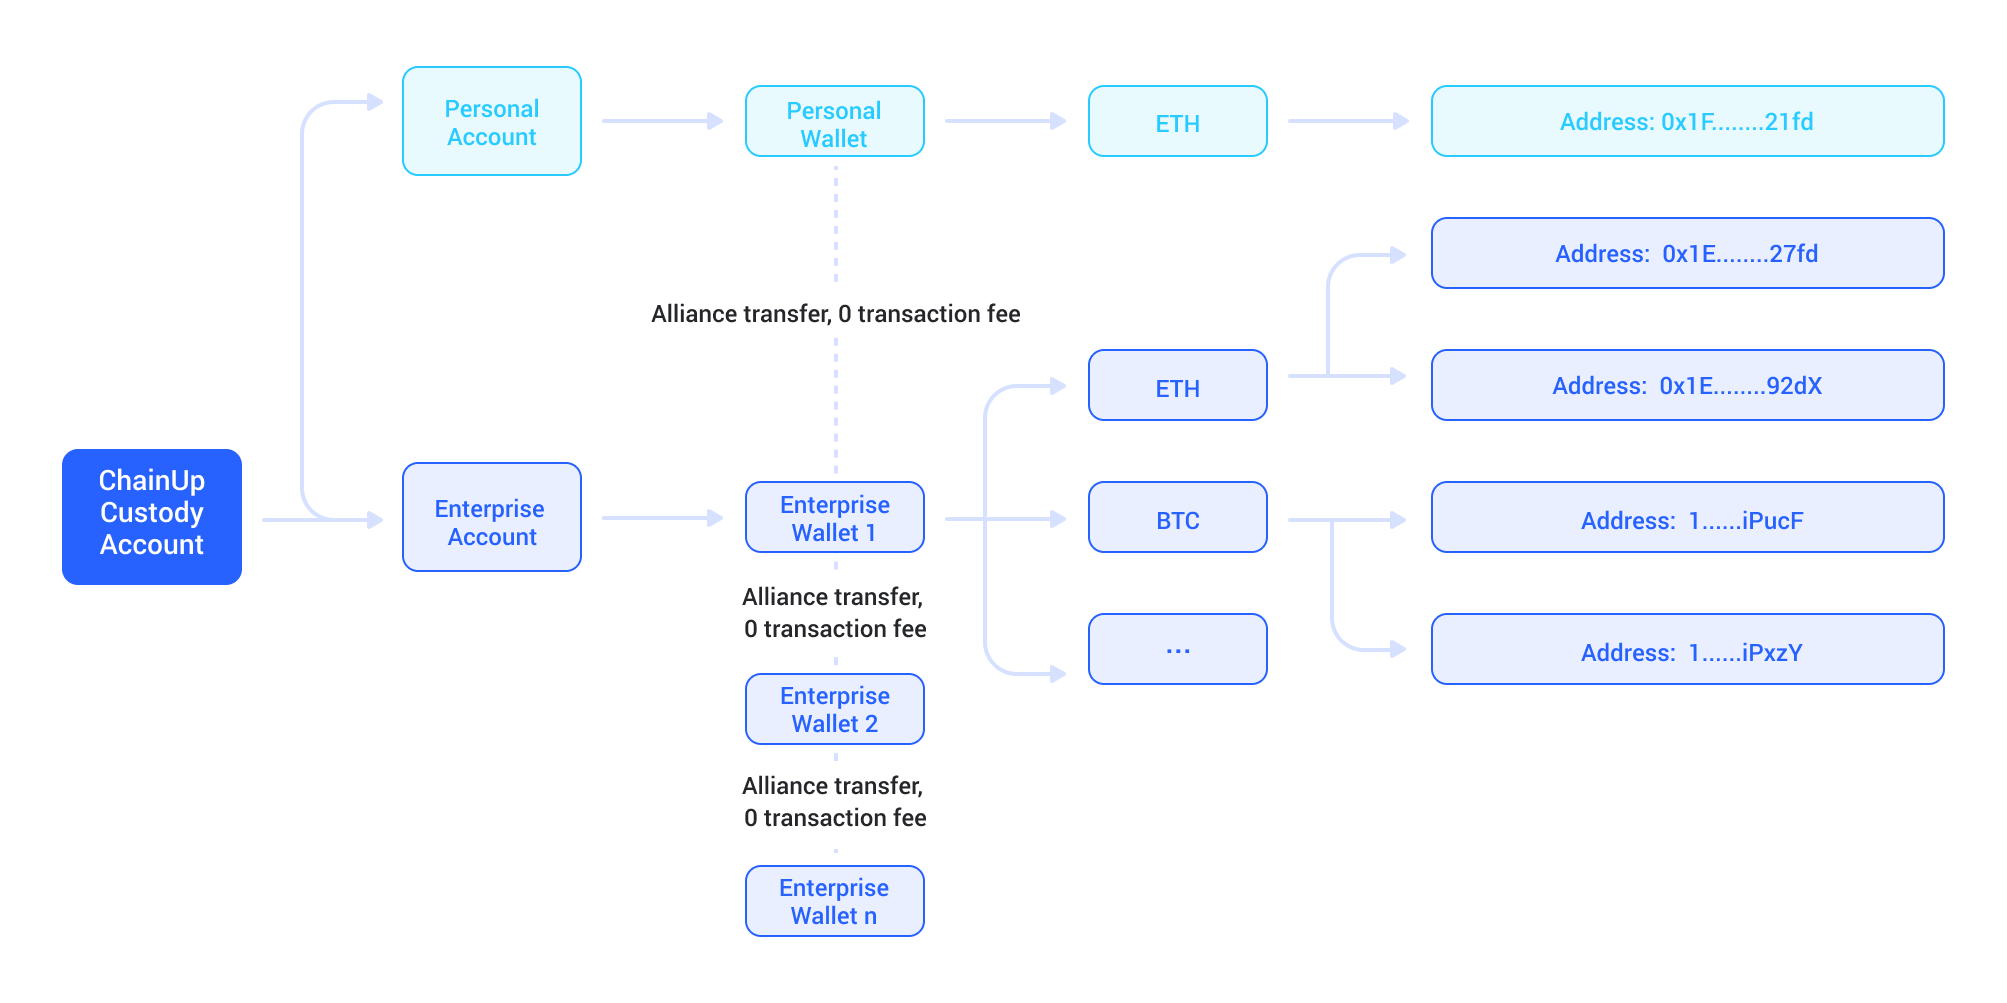 Personal
Account
Personal
Wallet
ETH
Address: 0x1F........21fd
Address:  0x1E........27fd
Alliance transfer, 0 transaction fee
ETH
Address:  0x1E........92dX
ChainUp
Custody
Account
Enterprise
Account
Enterprise
Wallet 1
BTC
Address:  1......iPucF
Alliance transfer,
0 transaction fee
...
Address:  1......iPxzY
Enterprise
Wallet 2
Alliance transfer,
0 transaction fee
Enterprise
Wallet n